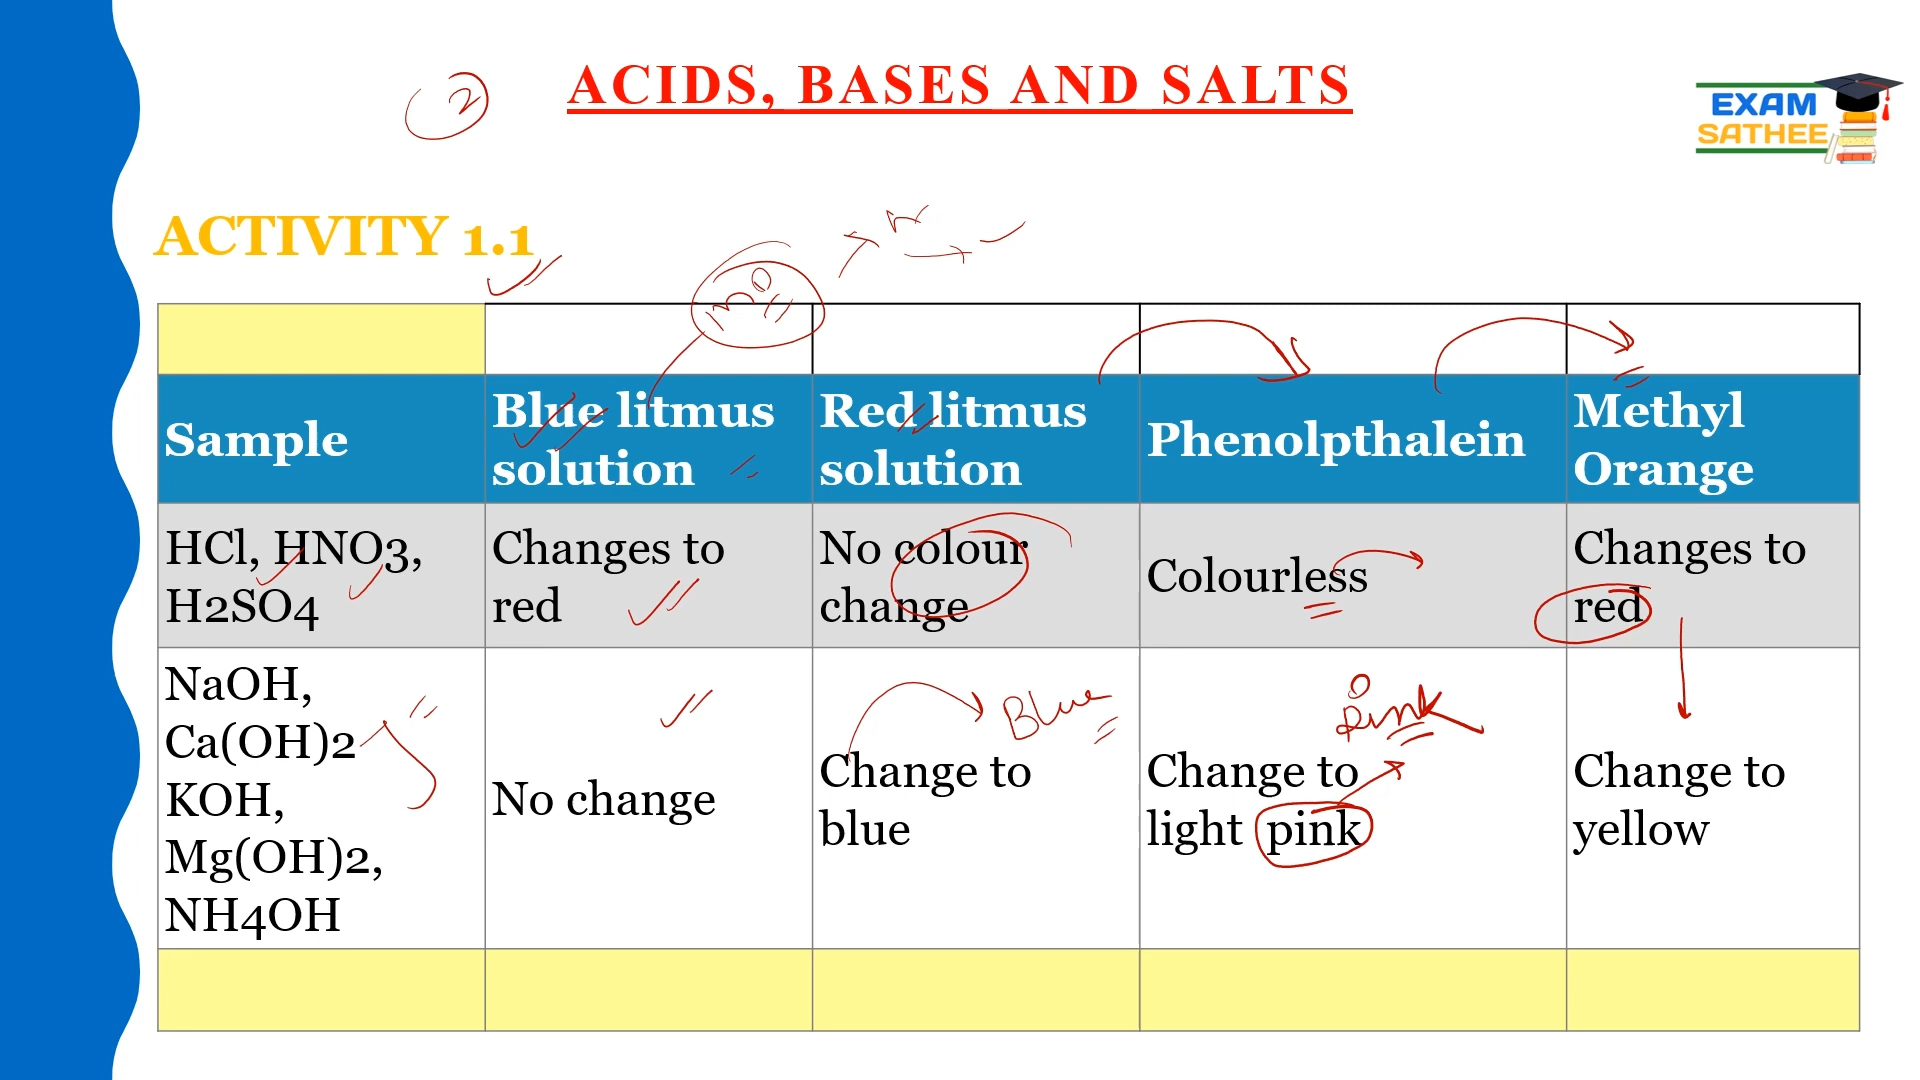 ACIDS, BASES AND SALTS
2
EXAM
SATHEE
ACTIVITY 1.1
Sample
Blue litmus
solution
Red litmus
solution
Phenolpthalein
Methyl
Orange
HCl, HNO3,
H2SO4
Changes to
red
No colour
change
Colourless
Changes to
red
NaOH,
Ca(OH)2
KOH,
Mg(OH)2,
NH4OH
No change
Blue
Change to
blue
Pink
Change to
light pink
Change to
yellow